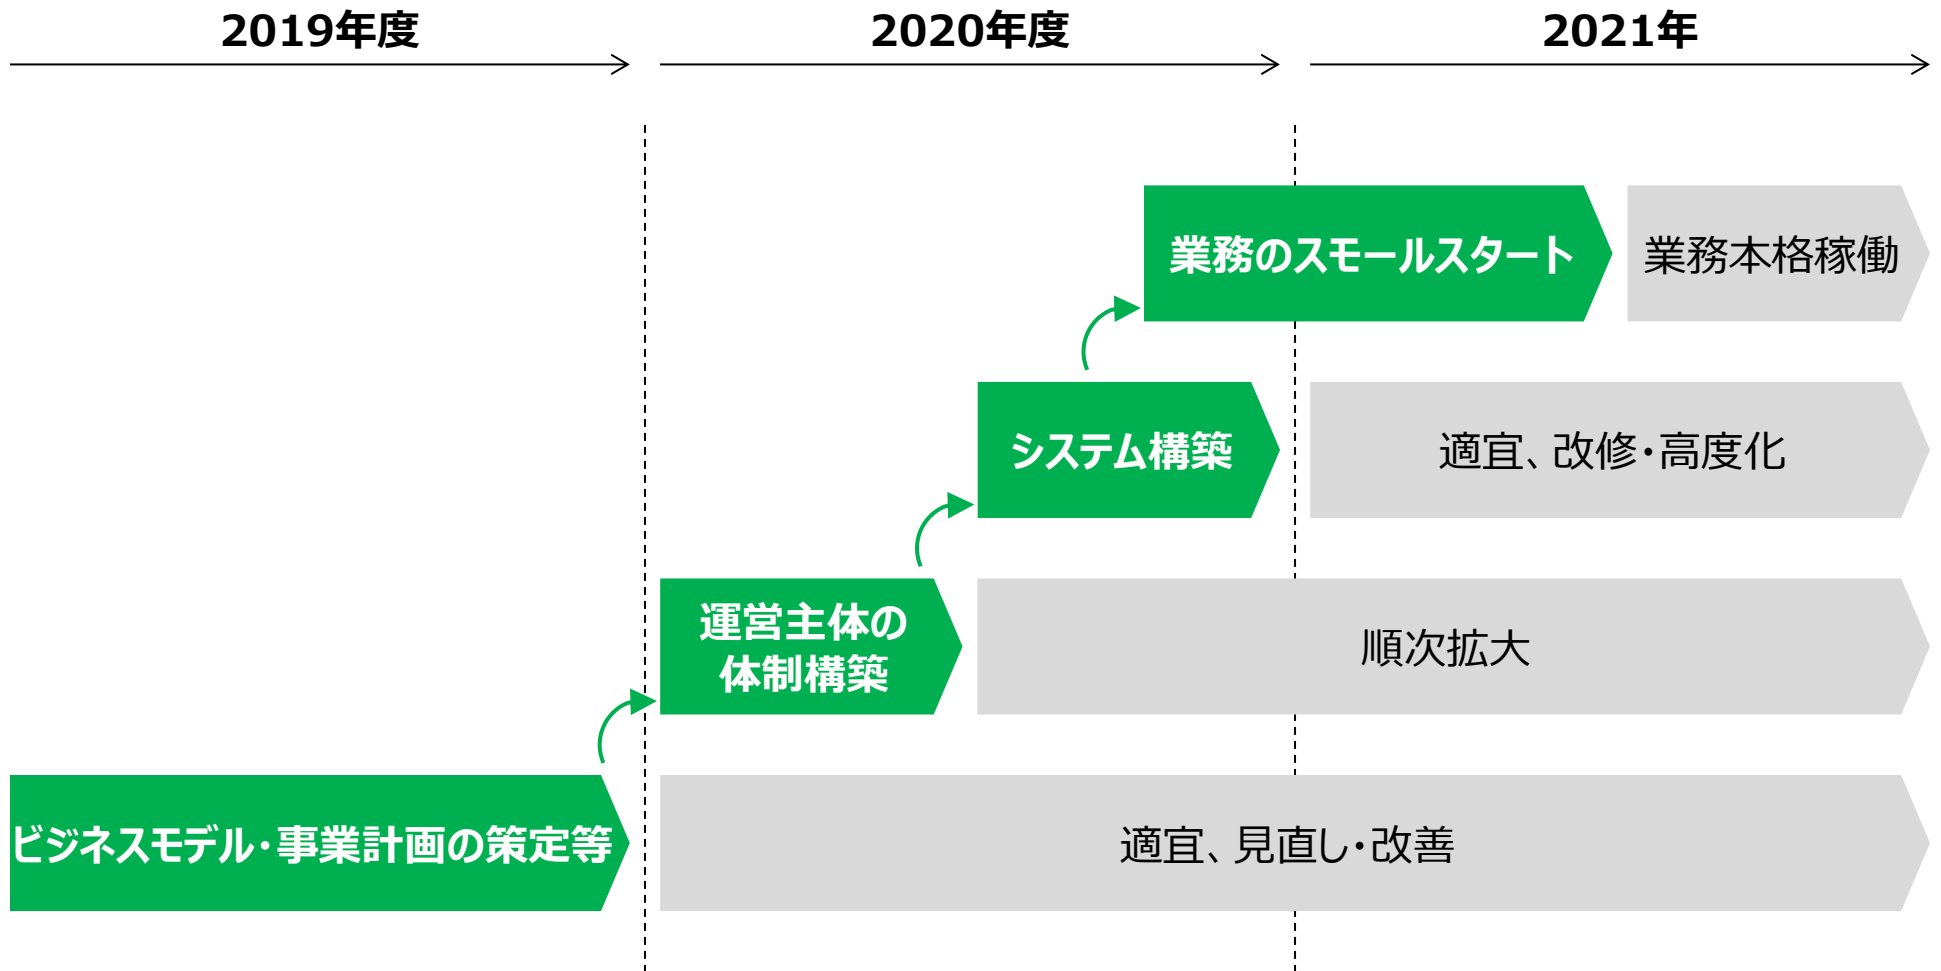 2019年度
2020年度
2021年
業務のスモールスタート
業務本格稼働
システム構築
適宜、改修・高度化
運営主体の
体制構築
順次拡大
ビジネスモデル・事業計画の策定等
適宜、見直し・改善